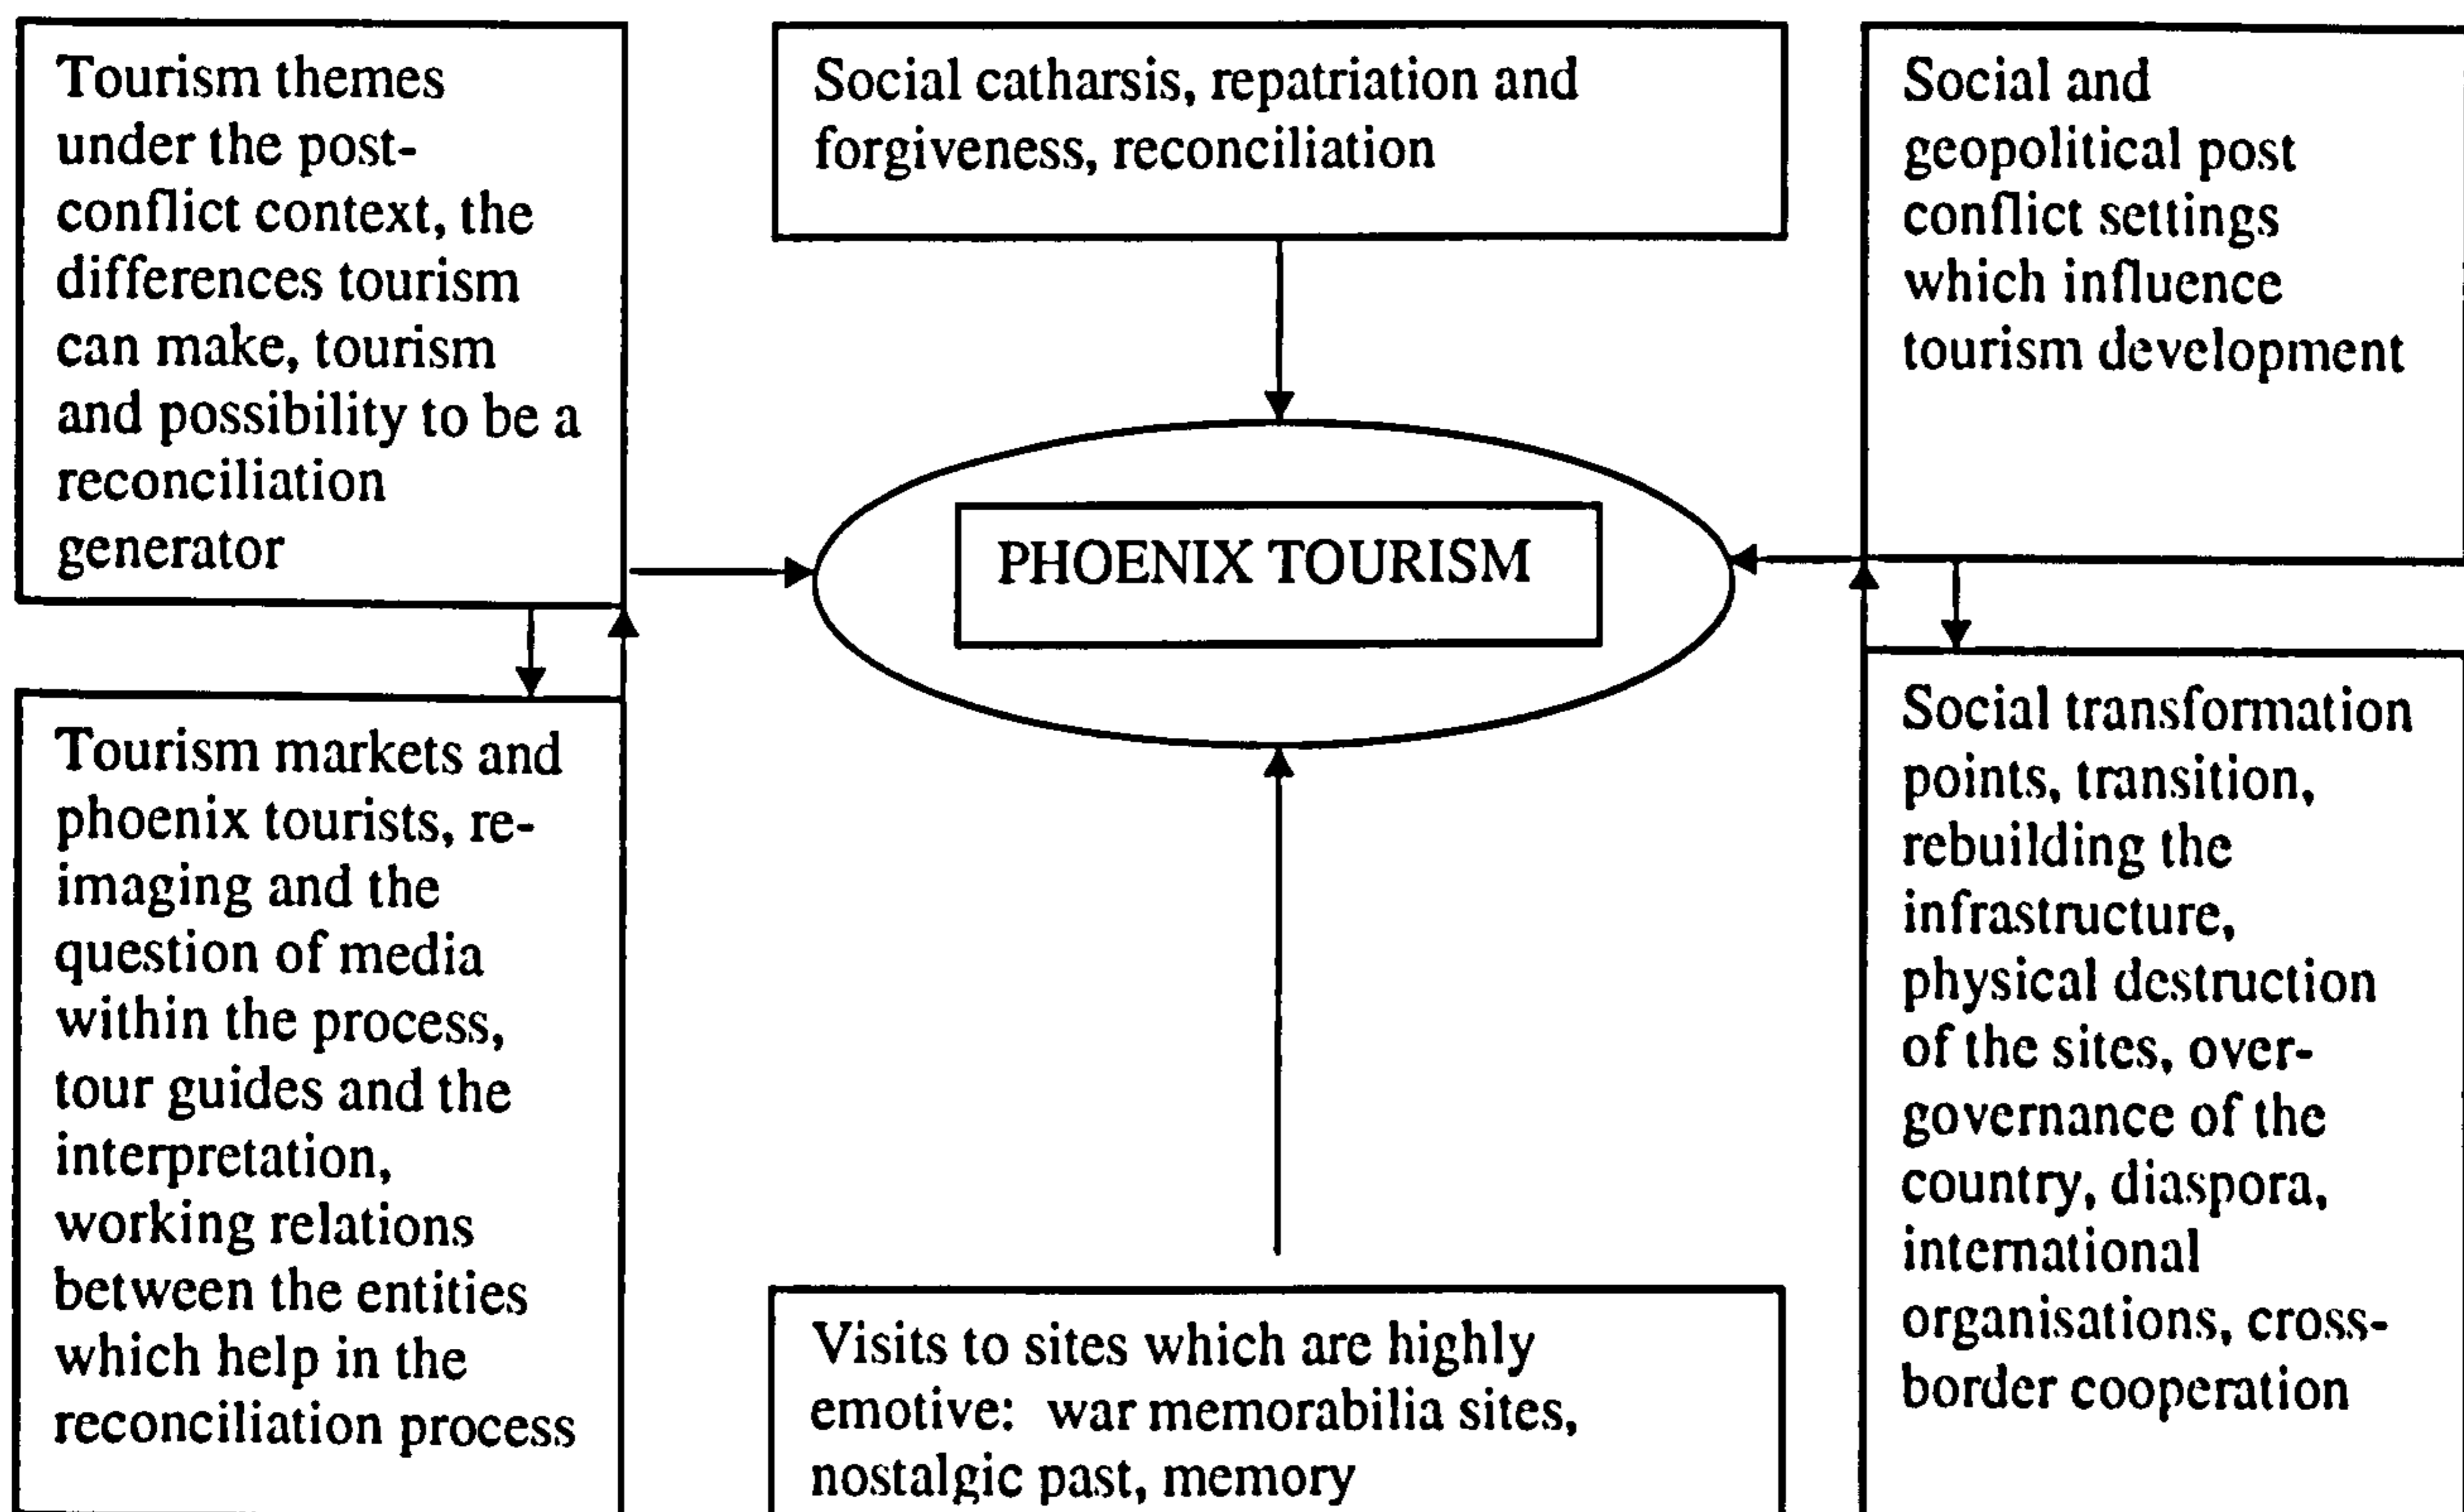 Tourism themes
under the post-
conflict context, the
differences tourism
can make, tourism
and possibility to be a
reconciliation
generator
Social catharsis, repatriation and
forgiveness, reconciliation
Social and
geopolitical post
conflict settings
which influence
tourism development
PHOENIX TOURISM
Tourism markets and
phoenix tourists, re-
imaging and the
question of media
within the process,
tour guides and the
interpretation,
working relations
between the entities
which help in the
reconciliation process
Visits to sites which are highly
emotive: war memorabilia sites,
nostalgic past, memory
Social transformation
points, transition,
rebuilding the
infrastructure,
physical destruction
of the sites, over-
governance of the
country, diaspora,
international
organisations, cross-
border cooperation